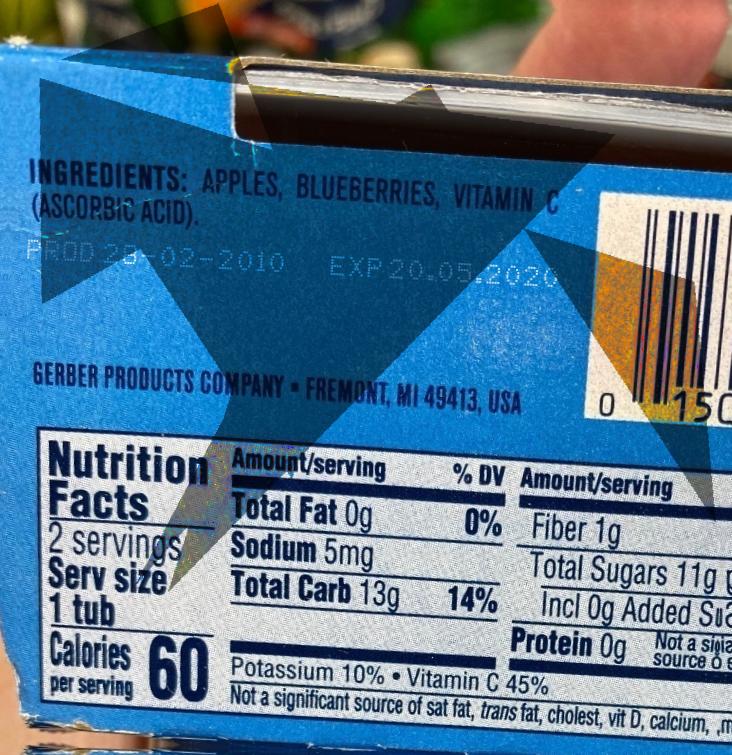 INGREDIENTS: APPLES, BLUEBERRIES, VITAMIN C
(ASCORBIC ACID).
PROD 28-02-2010 EXP 20.05.2020
GERBER PRODUCTS COMPANY • FREMONT, MI 49413, USA
0 150
Nutrition
Facts
2 servings
Serv size
1 tub
Calories
per serving 60
Amount/serving % DV
Total Fat 0g 0%
Sodium 5mg
Total Carb 13g 14%
Amount/serving
Fiber 1g
Total Sugars 11g
Incl 0g Added
Protein 0g Not a
source
Potassium 10% • Vitamin C 45%
Not a significant source of sat fat, trans fat, cholest, vit D, calcium,